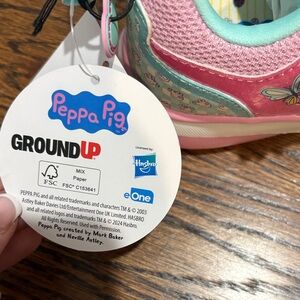 Peppa Pig
GROUND UP
Licensed by:
Hasbro
FSC
MIX
Paper
FSC® C153641
eOne
PEPPA PIG and all related trademarks and characters TM & © 2003
Astley Baker Davies Ltd/Entertainment One UK Limited. HASBRO
and all related logos and trademarks TM & © 2024 Hasbro.
All Rights Reserved. Used with Permission.
Peppa Pig created by Mark Baker
and Neville Astley.